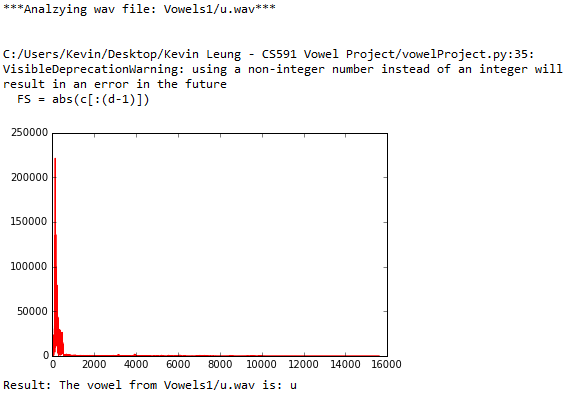 ***Analzying wav file: Vowels1/u.wav***
C:/Users/Kevin/Desktop/Kevin Leung - CS591 Vowel Project/vowelProject.py:35:
VisibleDeprecationWarning: using a non-integer number instead of an integer will
result in an error in the future
FS = abs(c[:(d-1)])
250000
200000
150000
100000
50000
0
0 2000 4000 6000 8000 10000 12000 14000 16000
Result: The vowel from Vowels1/u.wav is: u